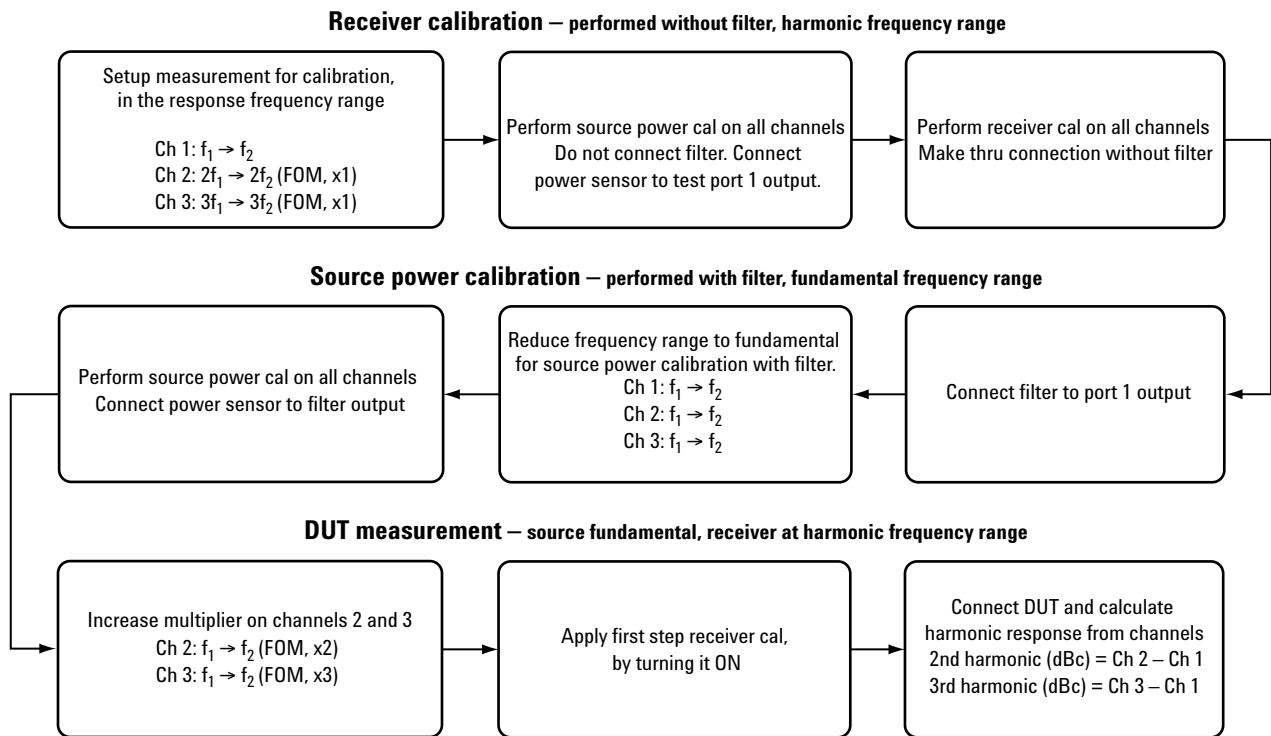 Receiver calibration – performed without filter, harmonic frequency range
Setup measurement for calibration,
in the response frequency range
Ch 1: f₁ → f₂
Ch 2: 2f₁ → 2f₂ (FOM, x1)
Ch 3: 3f₁ → 3f₂ (FOM, x1)
Perform source power cal on all channels
Do not connect filter. Connect
power sensor to test port 1 output.
Perform receiver cal on all channels
Make thru connection without filter
Source power calibration – performed with filter, fundamental frequency range
Connect filter to port 1 output
Reduce frequency range to fundamental
for source power calibration with filter.
Ch 1: f₁ → f₂
Ch 2: f₁ → f₂
Ch 3: f₁ → f₂
Perform source power cal on all channels
Connect power sensor to filter output
DUT measurement – source fundamental, receiver at harmonic frequency range
Increase multiplier on channels 2 and 3
Ch 2: f₁ → f₂ (FOM, x2)
Ch 3: f₁ → f₂ (FOM, x3)
Apply first step receiver cal,
by turning it ON
Connect DUT and calculate
harmonic response from channels
2nd harmonic (dBc) = Ch 2 – Ch 1
3rd harmonic (dBc) = Ch 3 – Ch 1